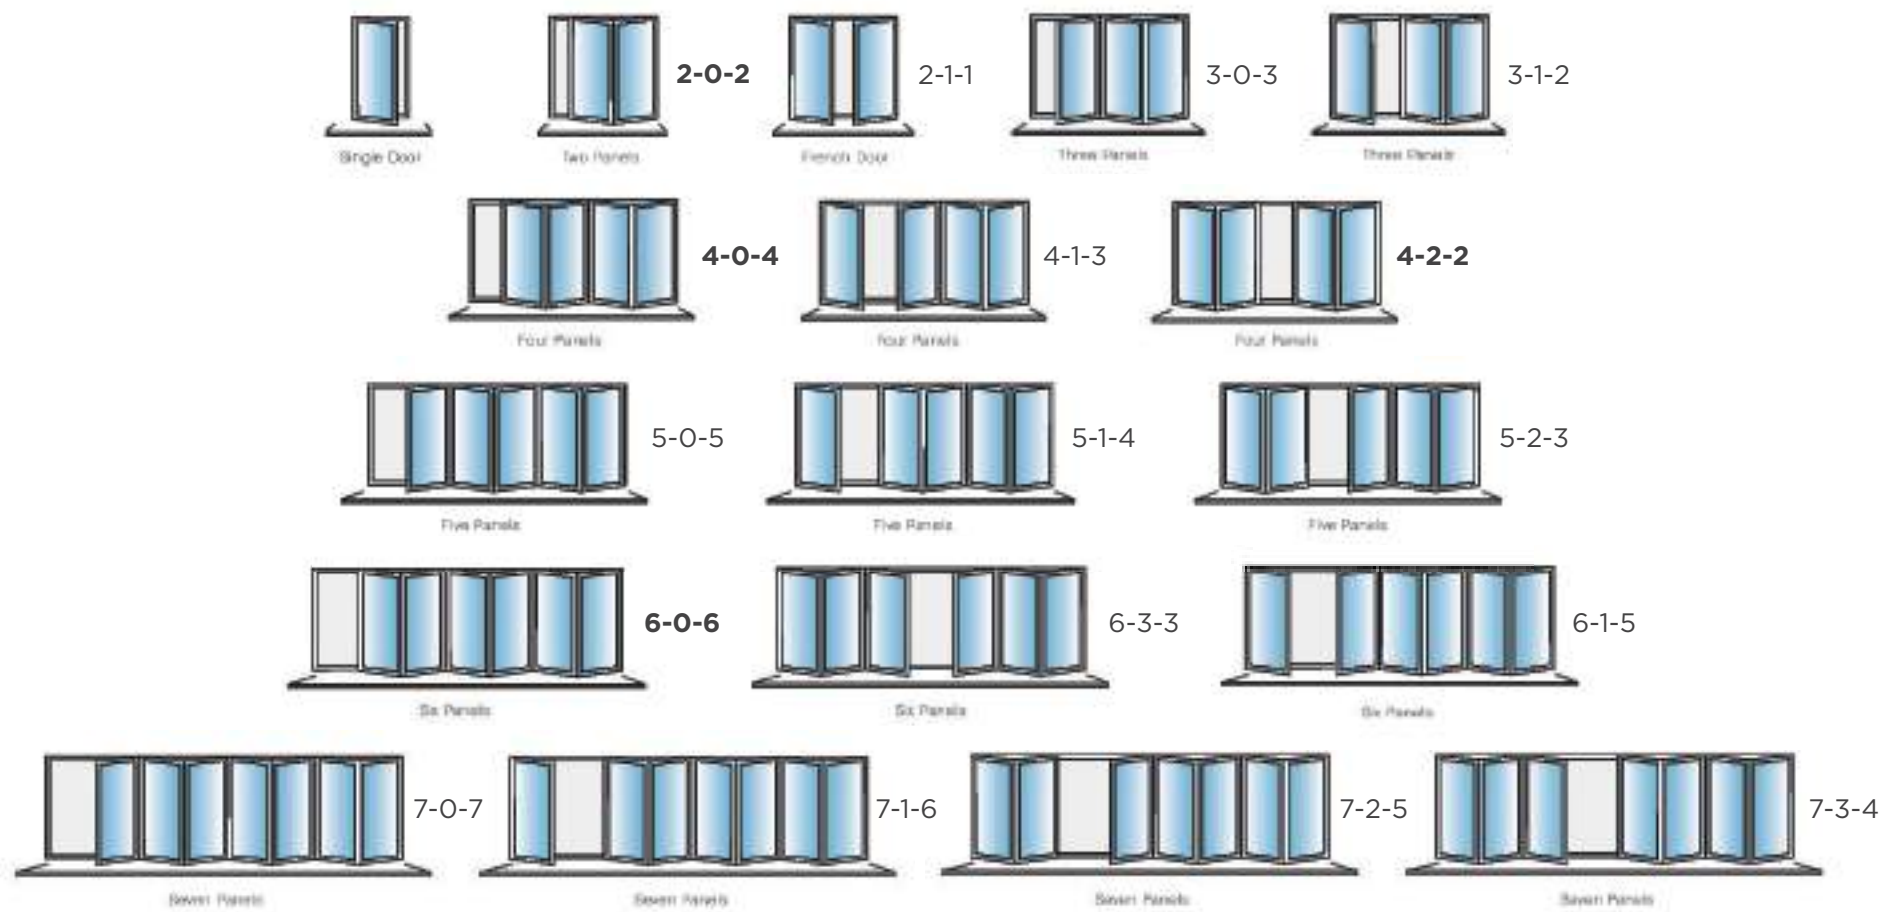 2-0-2
2-1-1
3-0-3
3-1-2
Single Door
Two Panels
French Door
Three Panels
Three Panels
4-0-4
4-1-3
4-2-2
Four Panels
Four Panels
Four Panels
5-0-5
5-1-4
5-2-3
Five Panels
Five Panels
Five Panels
6-0-6
6-3-3
6-1-5
Six Panels
Six Panels
Six Panels
7-0-7
7-1-6
7-2-5
7-3-4
Seven Panels
Seven Panels
Seven Panels
Seven Panels